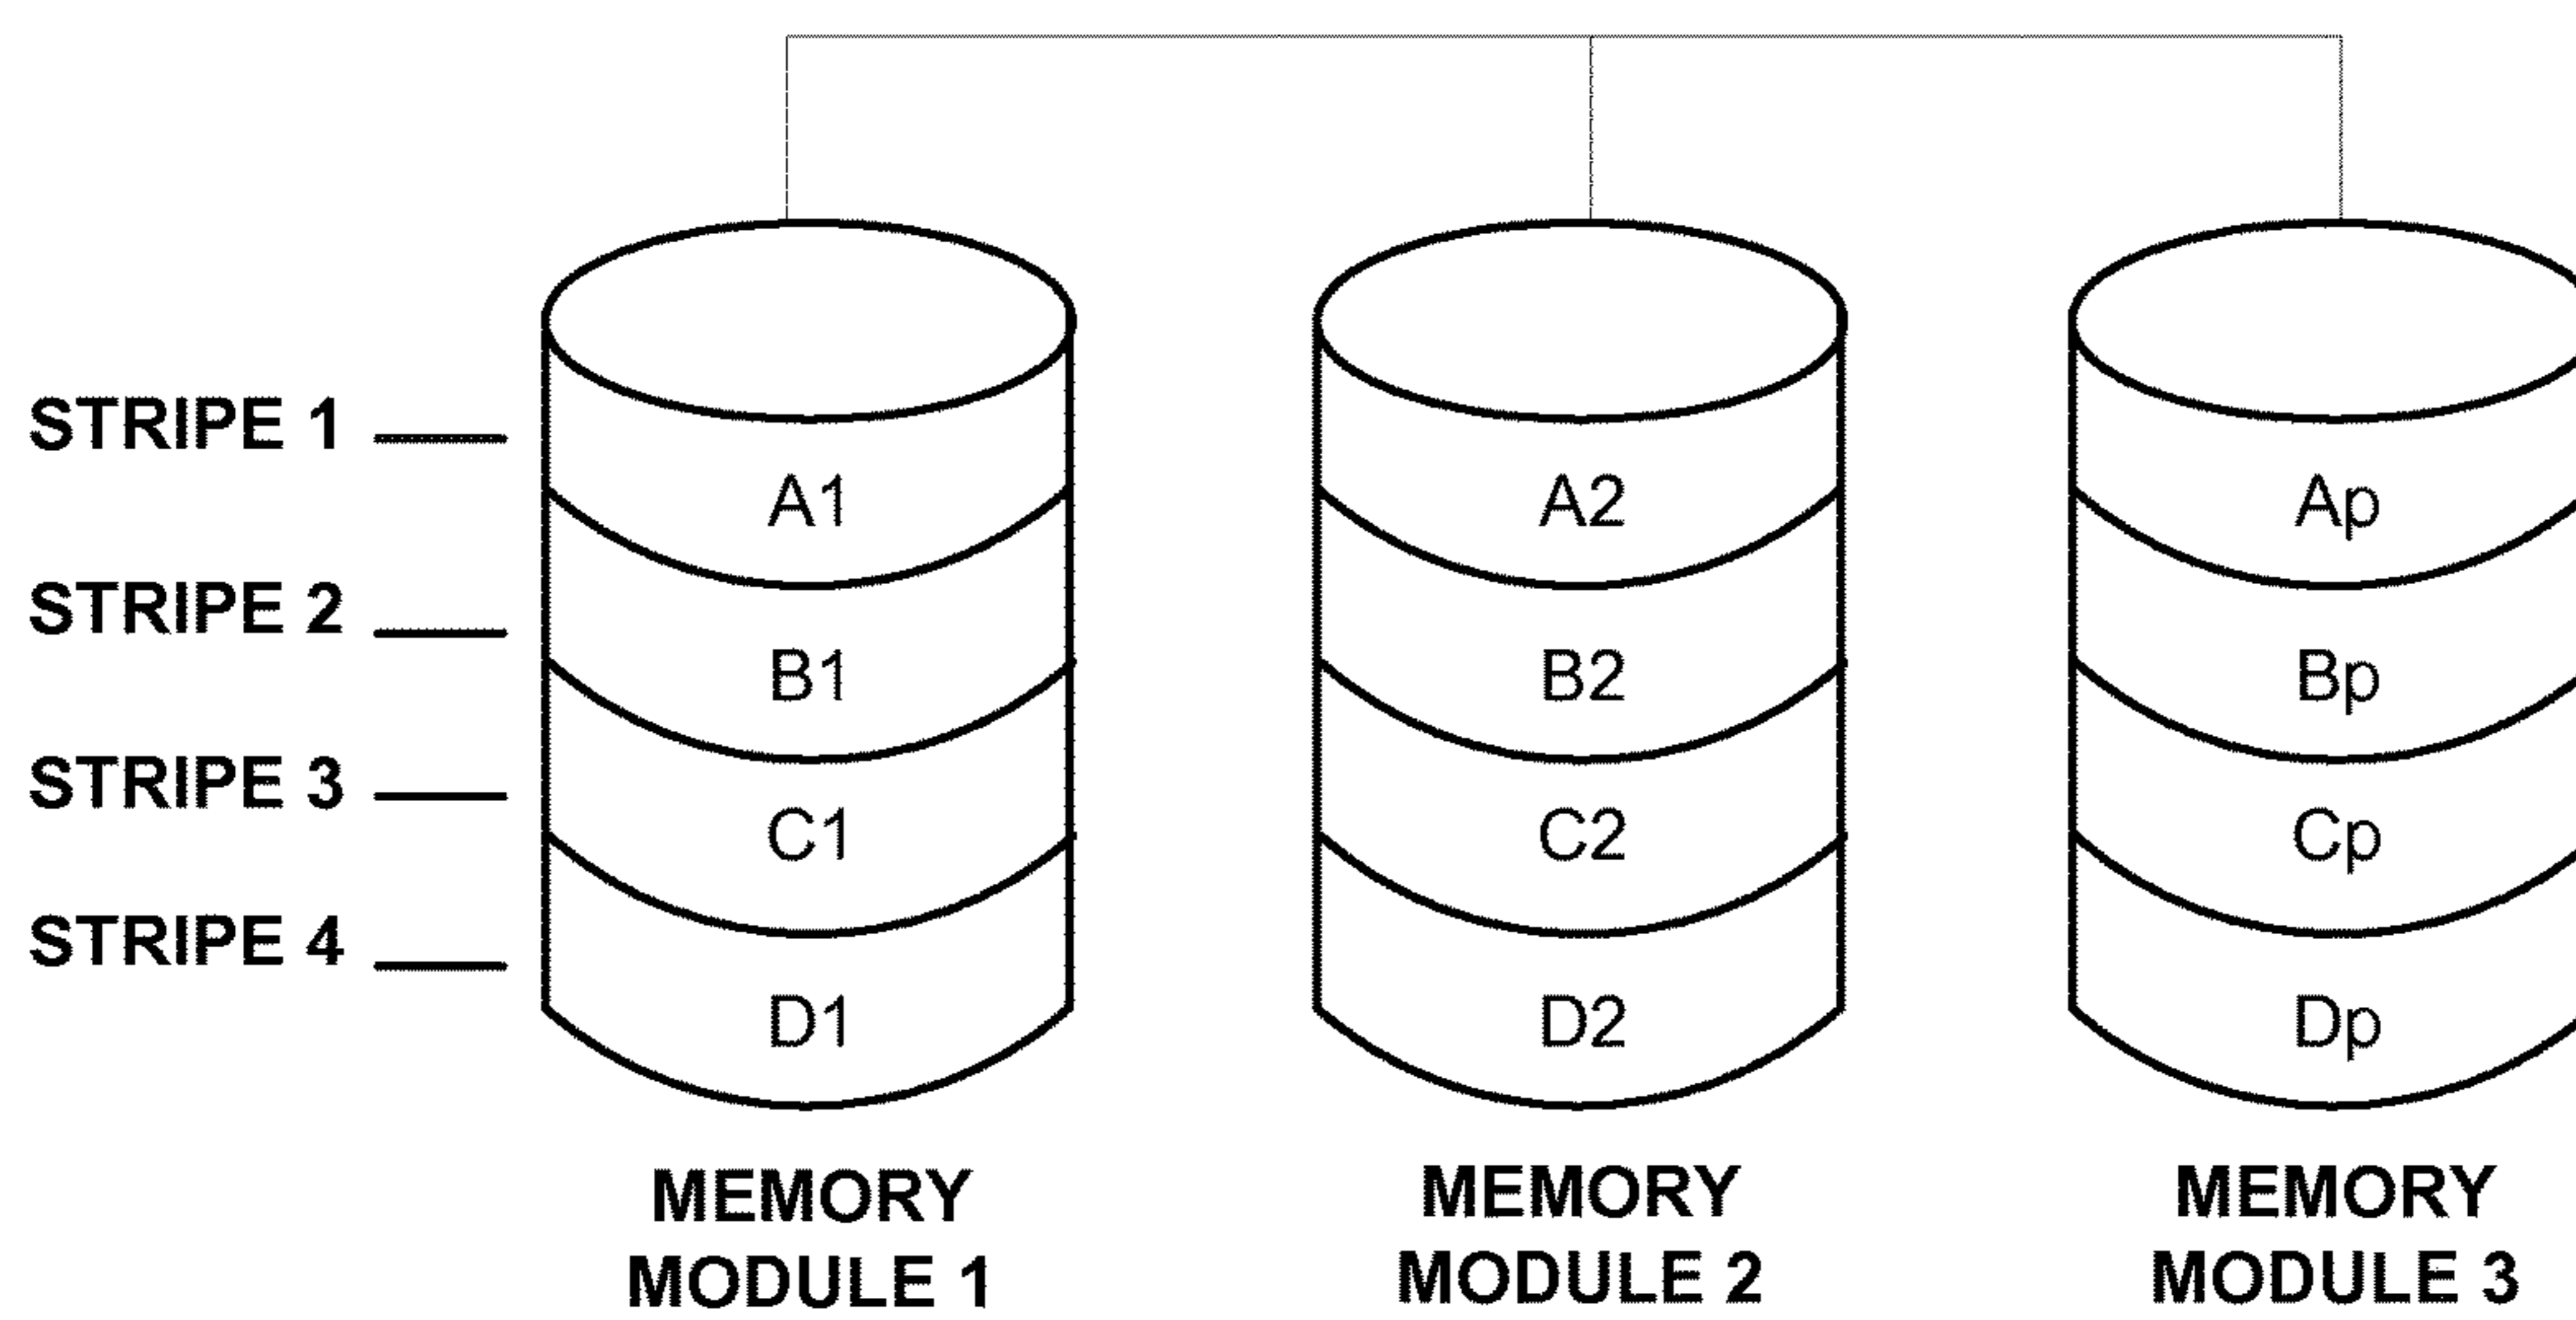 STRIPE 1
A1 A2 Ap
STRIPE 2
B1 B2 Bp
STRIPE 3
C1 C2 Cp
STRIPE 4
D1 D2 Dp
MEMORY
MODULE 1
MEMORY
MODULE 2
MEMORY
MODULE 3